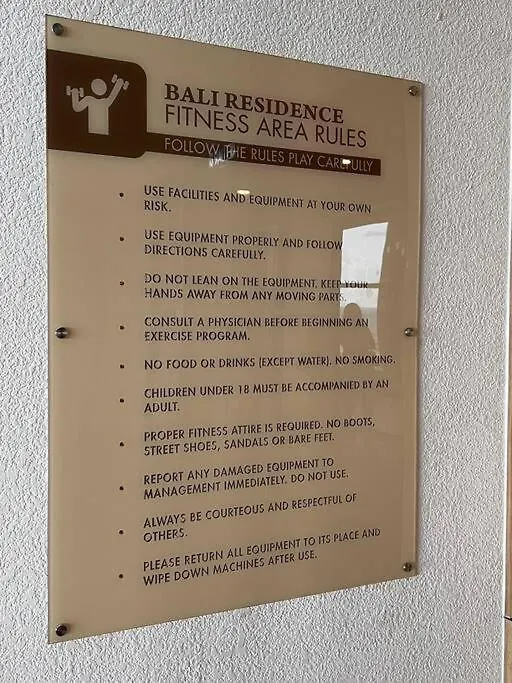 BALI RESIDENCE
FITNESS AREA RULES
FOLLOW THE RULES PLAY CAREFULLY
• USE FACILITIES AND EQUIPMENT AT YOUR OWN
RISK.
• USE EQUIPMENT PROPERLY AND FOLLOW
DIRECTIONS CAREFULLY.
• DO NOT LEAN ON THE EQUIPMENT. KEEP YOUR
HANDS AWAY FROM ANY MOVING PARTS.
• CONSULT A PHYSICIAN BEFORE BEGINNING AN
EXERCISE PROGRAM.
• NO FOOD OR DRINKS (EXCEPT WATER). NO SMOKING.
• CHILDREN UNDER 18 MUST BE ACCOMPANIED BY AN
ADULT.
• PROPER FITNESS ATTIRE IS REQUIRED. NO BOOTS,
STREET SHOES, SANDALS OR BARE FEET.
• REPORT ANY DAMAGED EQUIPMENT TO
MANAGEMENT IMMEDIATELY. DO NOT USE.
• ALWAYS BE COURTEOUS AND RESPECTFUL OF
OTHERS.
• PLEASE RETURN ALL EQUIPMENT TO ITS PLACE AND
WIPE DOWN MACHINES AFTER USE.